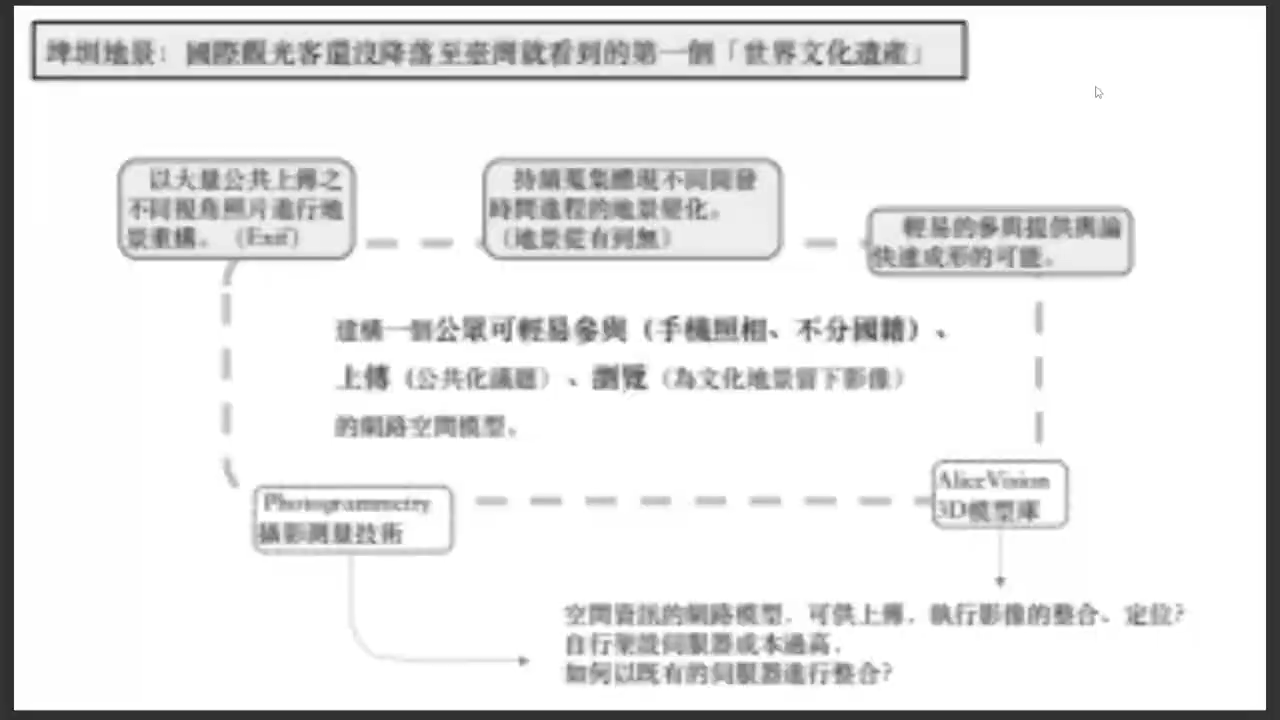 埤圳地景：國際觀光客還沒降落至臺灣就看到的第一個「世界文化遺產」
以大量公共上傳之
不同視角照片進行地
景重構。（Exif）
持續蒐集體現不同開發
時間進程的地景變化。
（地景從有到無）
輕易的參與提供輿論
快速成形的可能。
建構一個公眾可輕易參與（手機照相、不分國籍）、
上傳（公共化議題）、瀏覽（為文化地景留下影像）
的網路空間模型。
Photogrammetry
攝影測量技術
AliceVision
3D模型庫
空間資訊的網路模型，可供上傳，執行影像的整合、定位?
自行架設伺服器成本過高，
如何以既有的伺服器進行整合?